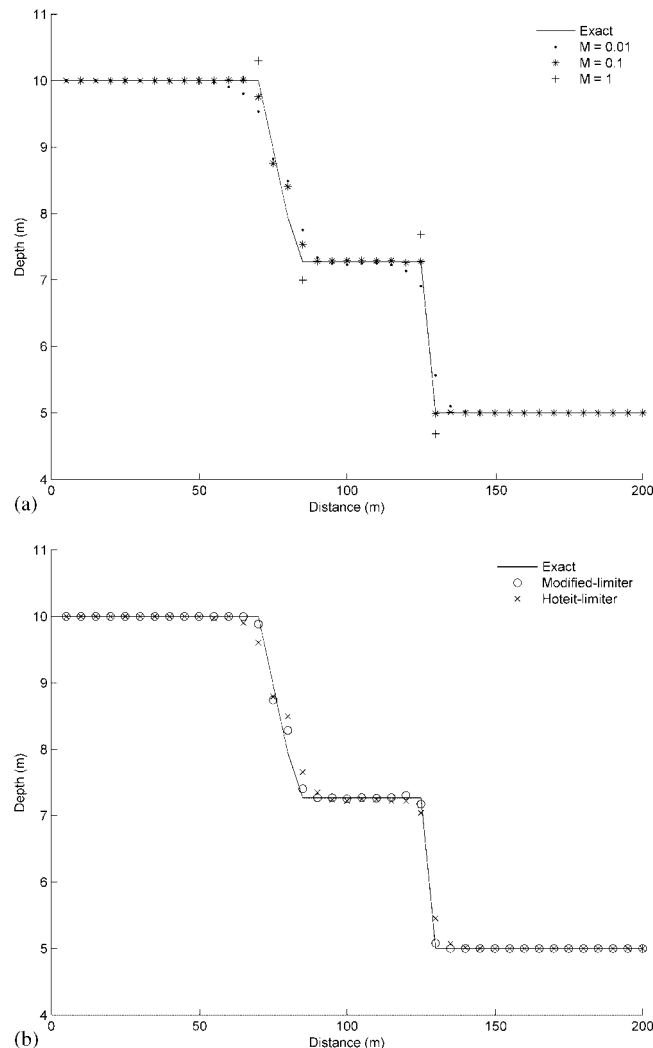 11
10
9
8
7
6
5
4
Depth (m)
0
50
100
150
200
Distance (m)
Exact
M = 0.01
M = 0.1
M = 1
(a)
11
10
9
8
7
6
5
4
Depth (m)
0
50
100
150
200
Distance (m)
Exact
Modified-limiter
Hoteit-limiter
(b)